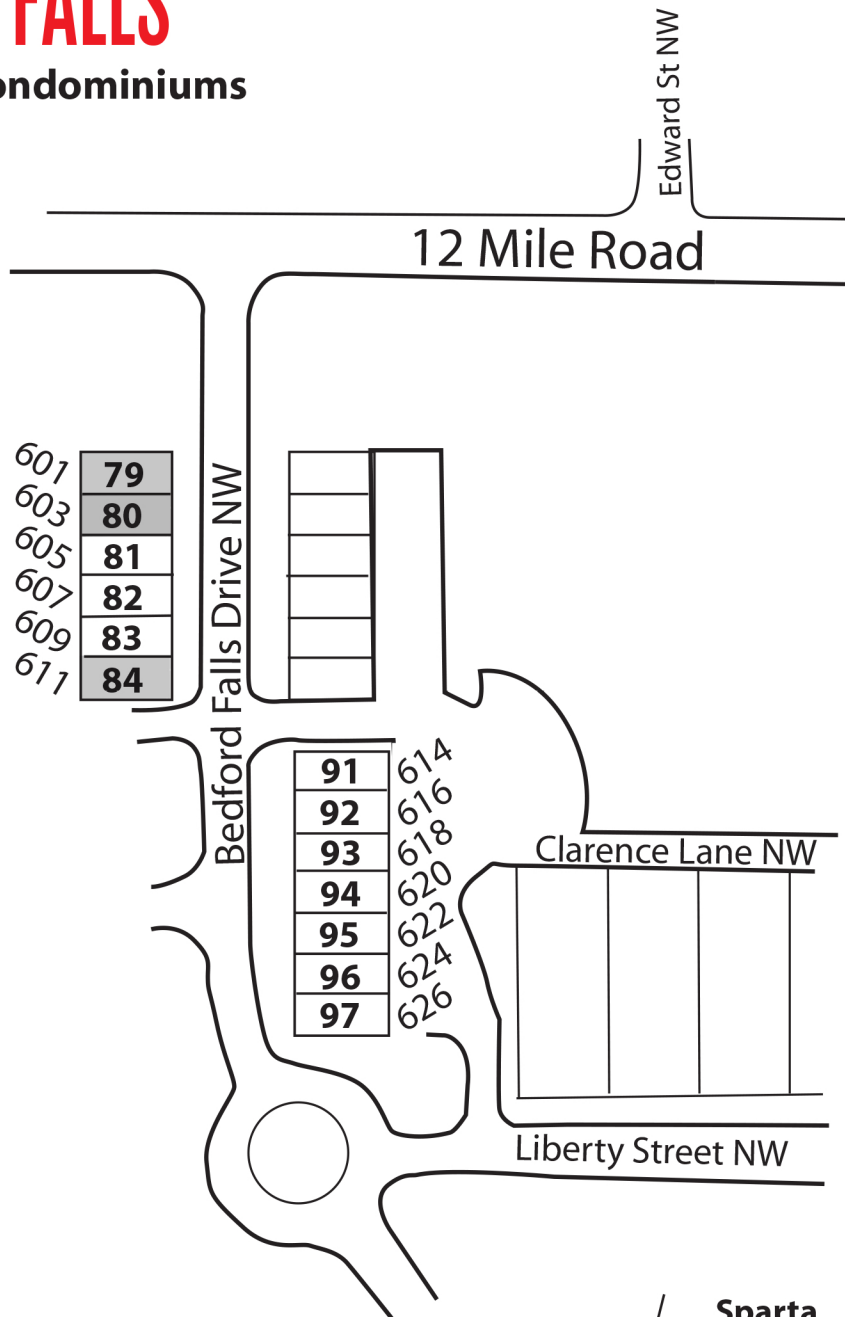 FALLS
ondominiums
Edward St NW
12 Mile Road
601 79
603 80
605 81
607 82
609 83
611 84
Bedford Falls Drive NW
91 614
92 616
93 618
94 620
95 622
96 624
97 626
Clarence Lane NW
Liberty Street NW
Sparta